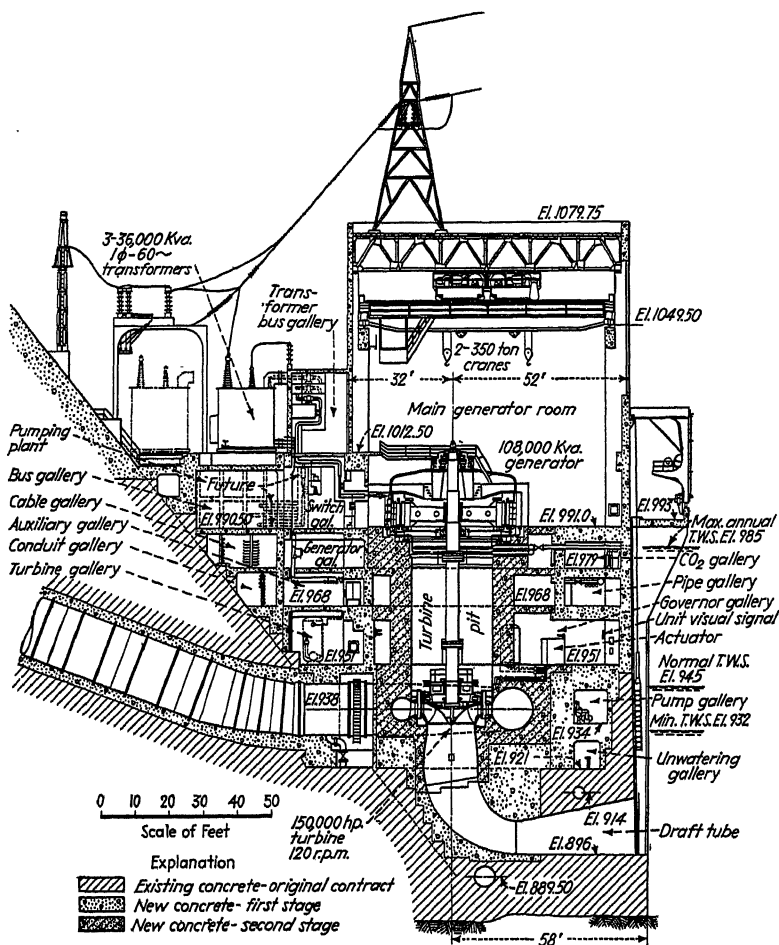 El. 1079.75
3-36,000 Kva.
1ϕ-60~
transformers
Trans-
former
bus gallery
El. 1049.50
2-350 ton
cranes
32'
52'
Main generator room
El. 1012.50
108,000 Kva.
generator
Pumping
plant
Bus gallery
Cable gallery
Auxiliary gallery
Conduit gallery
Turbine gallery
Future
El. 990.50
Switch
gal.
Generator
gal.
El. 968
El. 951
El. 938
Turbine
pit
El. 993
El. 991.0
Max. annual
T.W.S. El. 985
El. 979
CO₂ gallery
El. 968
Pipe gallery
Governor gallery
Unit visual signal
Actuator
El. 951
Normal T.W.S.
El. 945
Pump gallery
El. 934
Min. T.W.S. El. 932
El. 921
Unwatering
gallery
El. 914
Draft tube
El. 896
El. 889.50
150,000 hp.
turbine
120 r.p.m.
0 10 20 30 40 50
Scale of Feet
Explanation
Existing concrete-original contract
New concrete-first stage
New concrete-second stage
58'